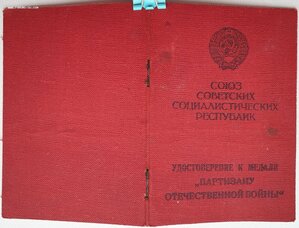 СОЮЗ
СОВЕТСКИХ
СОЦИАЛИСТИЧЕСКИХ
РЕСПУБЛИК
УДОСТОВЕРЕНИЕ К МЕДАЛИ
„ПАРТИЗАНУ
ОТЕЧЕСТВЕННОЙ ВОЙНЫ"